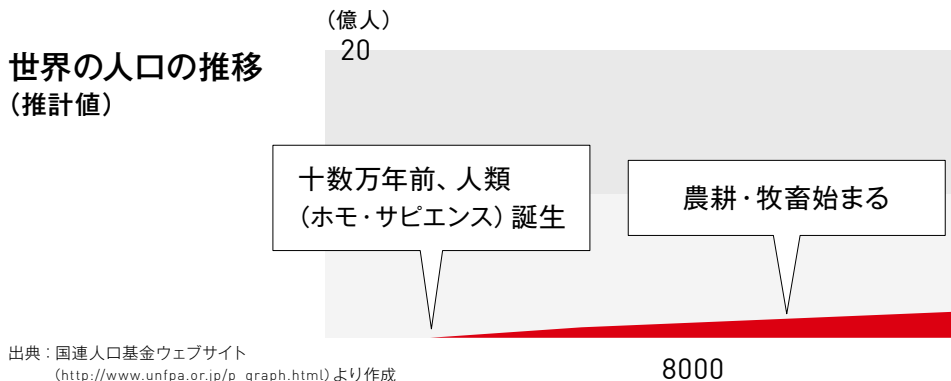 世界の人口の推移
（推計値）
（億人）
20
十数万年前、人類
（ホモ・サピエンス）誕生
農耕・牧畜始まる
8000
出典：国連人口基金ウェブサイト
（http://www.unfpa.or.jp/p_graph.html）より作成